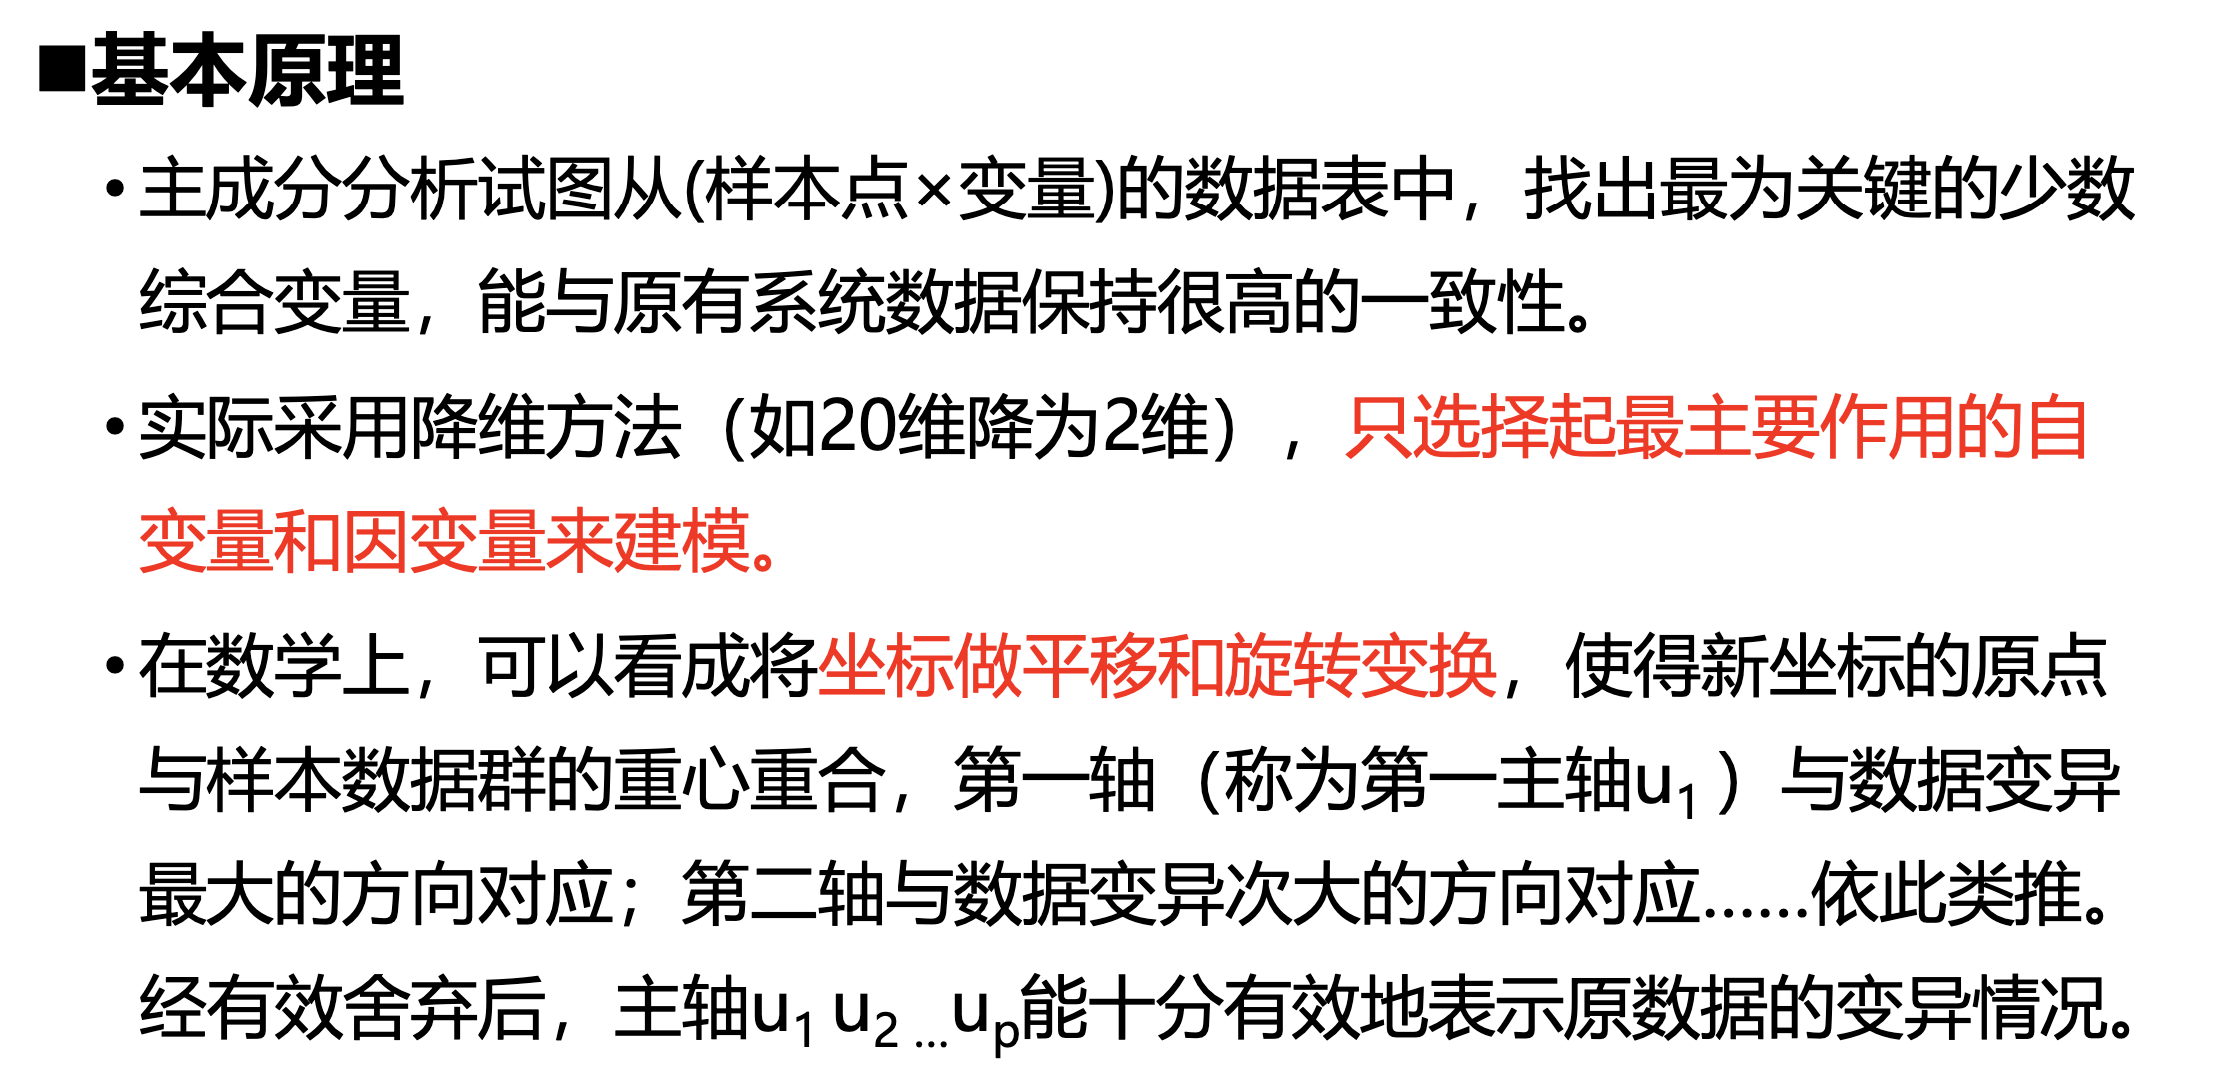 ■基本原理
•主成分分析试图从(样本点×变量)的数据表中，找出最为关键的少数
综合变量，能与原有系统数据保持很高的一致性。
•实际采用降维方法（如20维降为2维），只选择起最主要作用的自
变量和因变量来建模。
•在数学上，可以看成将坐标做平移和旋转变换，使得新坐标的原点
与样本数据群的重心重合，第一轴（称为第一主轴u₁ ）与数据变异
最大的方向对应；第二轴与数据变异次大的方向对应……依此类推。
经有效舍弃后，主轴u₁ u₂ …uₚ能十分有效地表示原数据的变异情况。